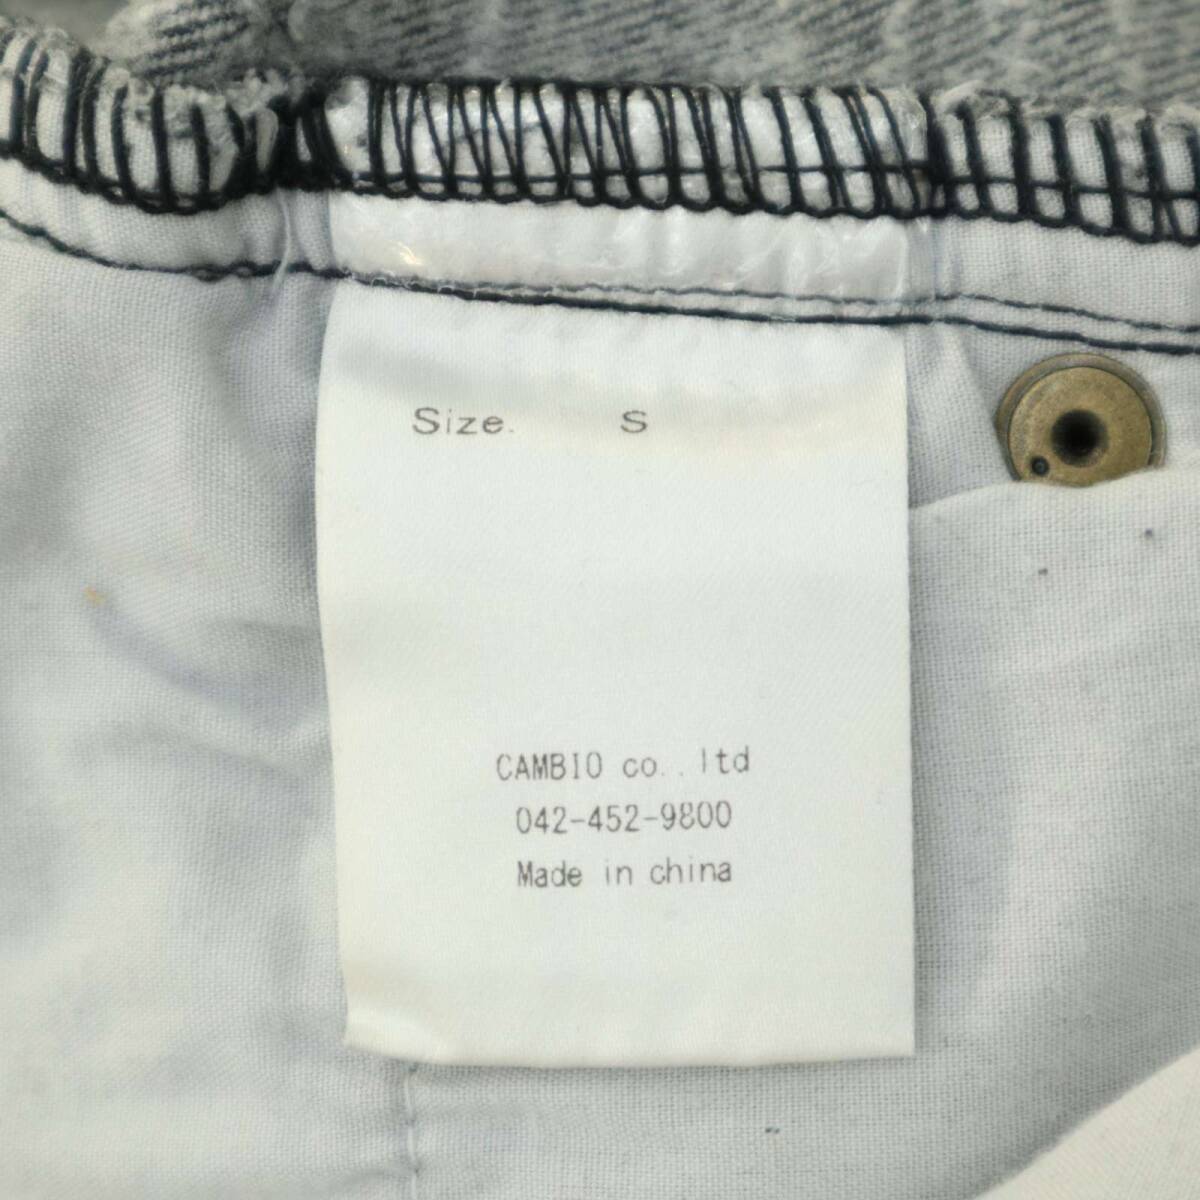 Size. S
CAMBIO co..ltd
042-452-9800
Made in china